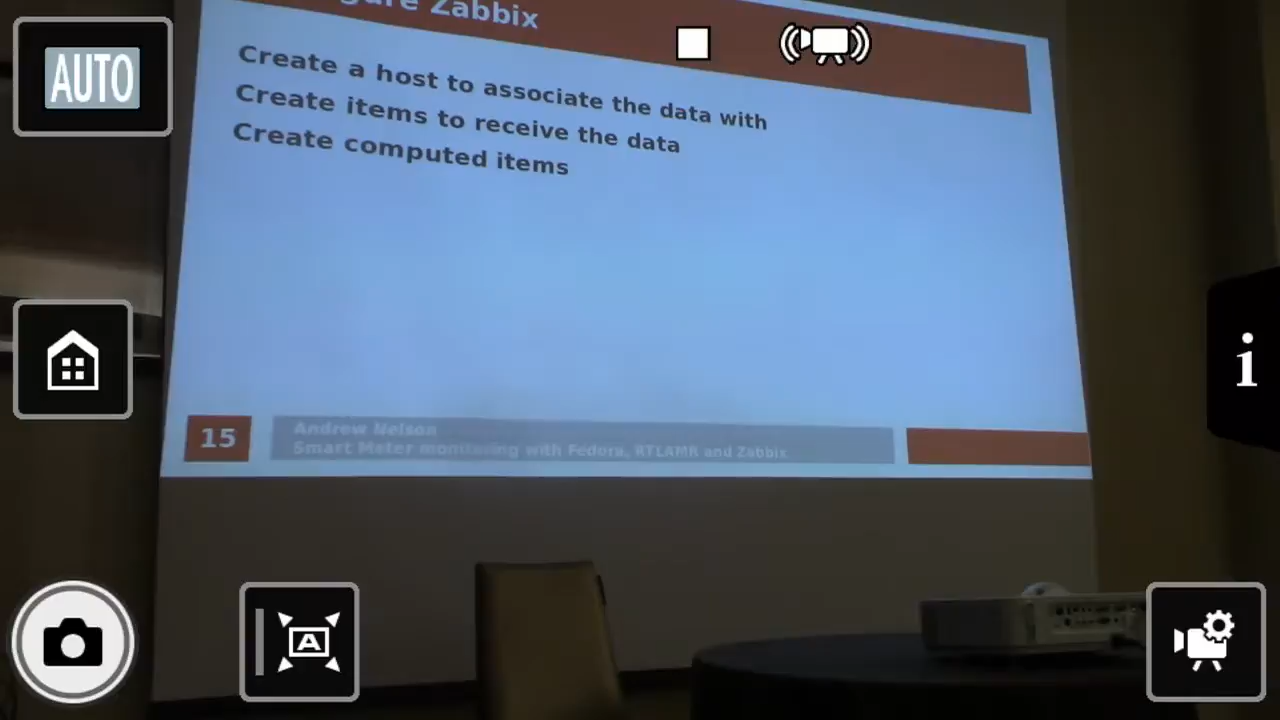 AUTO
Zabbix
Create a host to associate the data with
Create items to receive the data
Create computed items
i
15
Andrew Nelson
Smart Meter monitoring with Fedora, RTLAMR and Zabbix
A